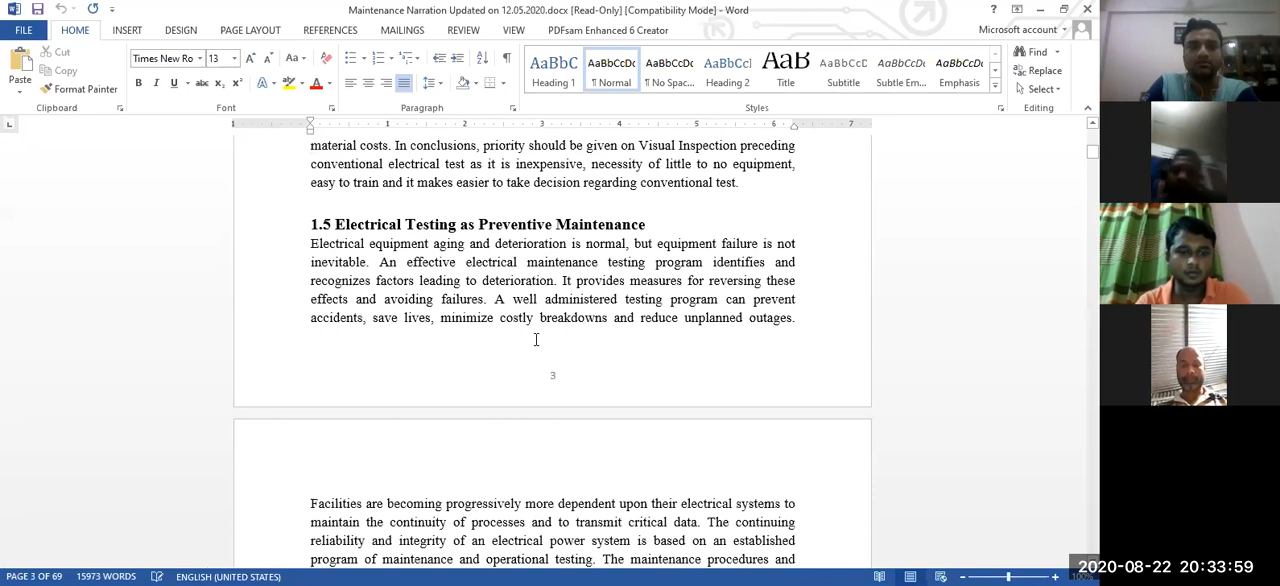 Maintenance Narration Updated on 12.05.2020.docx [Read-Only] [Compatibility Mode] - Word
FILE HOME INSERT DESIGN PAGE LAYOUT REFERENCES MAILINGS REVIEW VIEW PDFsam Enhanced 6 Creator Microsoft account
Paste Cut Copy Format Painter
Times New Ro 13
AaBbC AaBbCcDc AaBbCcDc AaBbCc AaB AaBbCcD AaBbCcDc AaBbCcDc
Heading 1 ¶ Normal ¶ No Spac... Heading 2 Title Subtitle Subtle Em... Emphasis
Find Replace Select
Clipboard Font Paragraph Styles Editing
1 1 2 3 4 5 6 7
material costs. In conclusions, priority should be given on Visual Inspection preceding
conventional electrical test as it is inexpensive, necessity of little to no equipment,
easy to train and it makes easier to take decision regarding conventional test.
1.5 Electrical Testing as Preventive Maintenance
Electrical equipment aging and deterioration is normal, but equipment failure is not
inevitable. An effective electrical maintenance testing program identifies and
recognizes factors leading to deterioration. It provides measures for reversing these
effects and avoiding failures. A well administered testing program can prevent
accidents, save lives, minimize costly breakdowns and reduce unplanned outages.
3
Facilities are becoming progressively more dependent upon their electrical systems to
maintain the continuity of processes and to transmit critical data. The continuing
reliability and integrity of an electrical power system is based on an established
program of maintenance and operational testing. The maintenance procedures and
PAGE 3 OF 69 15973 WORDS ENGLISH (UNITED STATES) 100%
2020-08-22 20:33:59